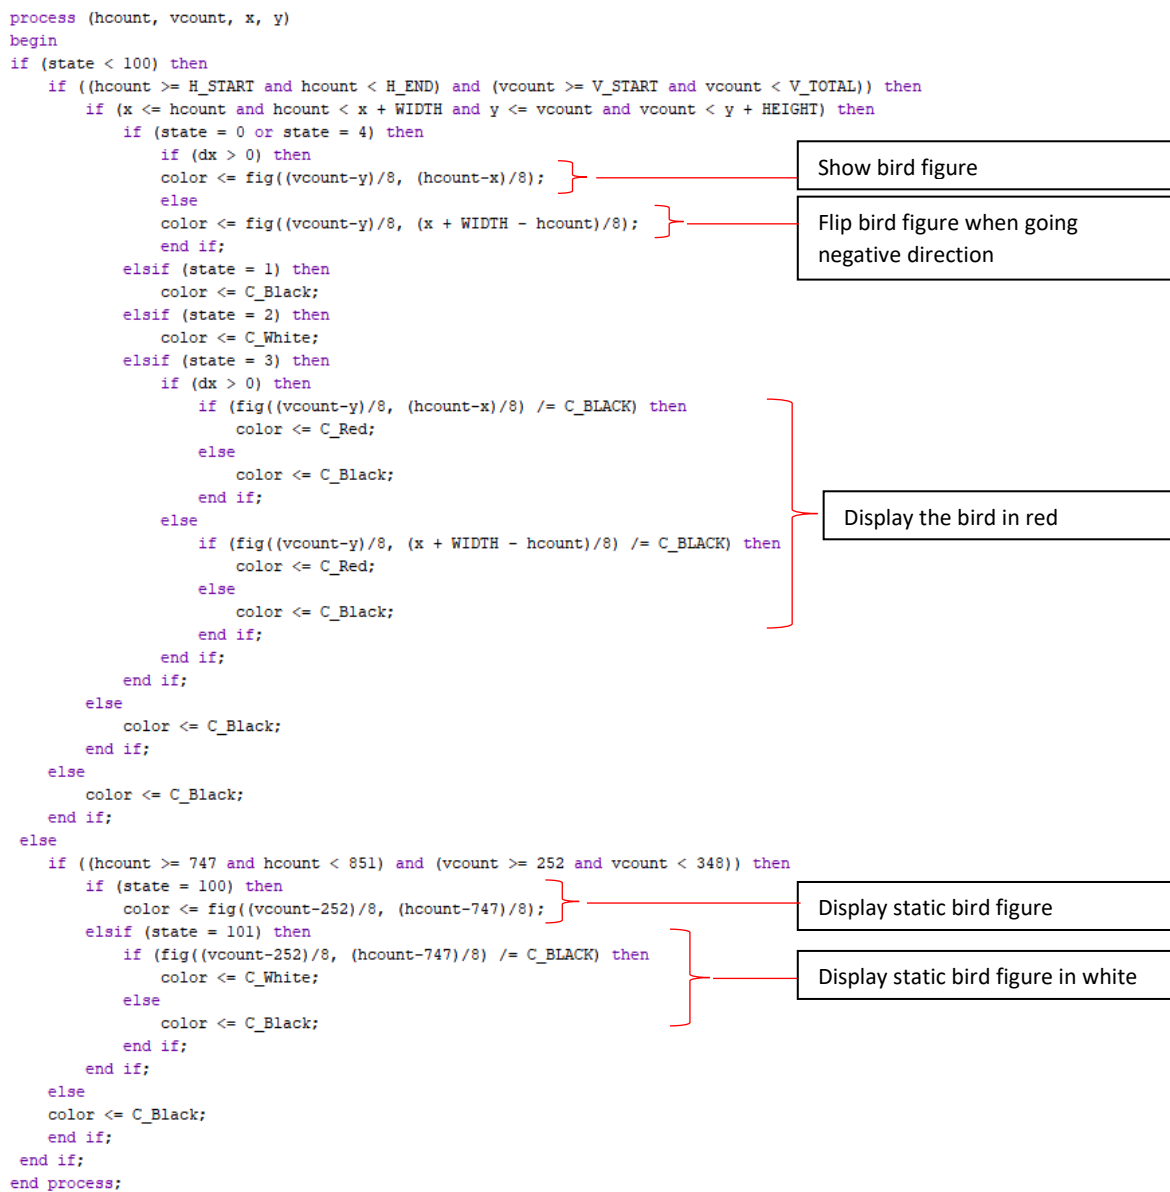 process (hcount, vcount, x, y)
begin
if (state < 100) then
    if ((hcount >= H_START and hcount < H_END) and (vcount >= V_START and vcount < V_TOTAL)) then
        if (x <= hcount and hcount < x + WIDTH and y <= vcount and vcount < y + HEIGHT) then
            if (state = 0 or state = 4) then
                if (dx > 0) then
                color <= fig((vcount-y)/8, (hcount-x)/8);
Show bird figure
                else
                color <= fig((vcount-y)/8, (x + WIDTH - hcount)/8);
Flip bird figure when going
negative direction
                end if;
            elsif (state = 1) then
                color <= C_Black;
            elsif (state = 2) then
                color <= C_White;
            elsif (state = 3) then
                if (dx > 0) then
                    if (fig((vcount-y)/8, (hcount-x)/8) /= C_BLACK) then
                        color <= C_Red;
                    else
                        color <= C_Black;
                    end if;
                else
Display the bird in red
                    if (fig((vcount-y)/8, (x + WIDTH - hcount)/8) /= C_BLACK) then
                        color <= C_Red;
                    else
                        color <= C_Black;
                    end if;
                end if;
            end if;
        else
            color <= C_Black;
        end if;
    else
        color <= C_Black;
    end if;
 else
    if ((hcount >= 747 and hcount < 851) and (vcount >= 252 and vcount < 348)) then
        if (state = 100) then
            color <= fig((vcount-252)/8, (hcount-747)/8);
Display static bird figure
        elsif (state = 101) then
            if (fig((vcount-252)/8, (hcount-747)/8) /= C_BLACK) then
                color <= C_White;
Display static bird figure in white
            else
                color <= C_Black;
            end if;
        end if;
    else
    color <= C_Black;
    end if;
 end if;
end process;